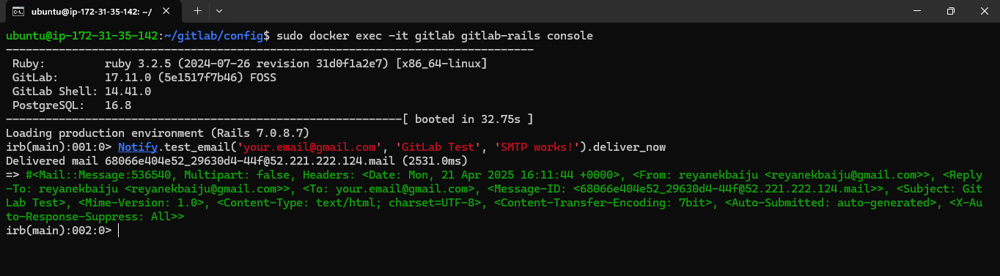 ubuntu@ip-172-31-35-142: ~/
ubuntu@ip-172-31-35-142:~/gitlab/config$ sudo docker exec -it gitlab gitlab-rails console
--------------------------------------------------------------------------------
Ruby: ruby 3.2.5 (2024-07-26 revision 31d0f1a2e7) [x86_64-linux]
GitLab: 17.11.0 (5e1517f7b46) FOSS
GitLab Shell: 14.41.0
PostgreSQL: 16.8
------------------------------------------------------------[ booted in 32.75s ]
Loading production environment (Rails 7.0.8.7)
irb(main):001:0> Notify.test_email('your.email@gmail.com', 'GitLab Test', 'SMTP works!').deliver_now
Delivered mail 68066e404e52_29630d4-44f@52.221.222.124.mail (2531.0ms)
=> #<Mail::Message:536540, Multipart: false, Headers: <Date: Mon, 21 Apr 2025 16:11:44 +0000>, <From: reyanekbaiju <reyanekbaiju@gmail.com>>, <Reply
-To: reyanekbaiju <reyanekbaiju@gmail.com>>, <To: your.email@gmail.com>, <Message-ID: <68066e404e52_29630d4-44f@52.221.222.124.mail>>, <Subject: Git
Lab Test>, <Mime-Version: 1.0>, <Content-Type: text/html; charset=UTF-8>, <Content-Transfer-Encoding: 7bit>, <Auto-Submitted: auto-generated>, <X-Au
to-Response-Suppress: All>>
irb(main):002:0>